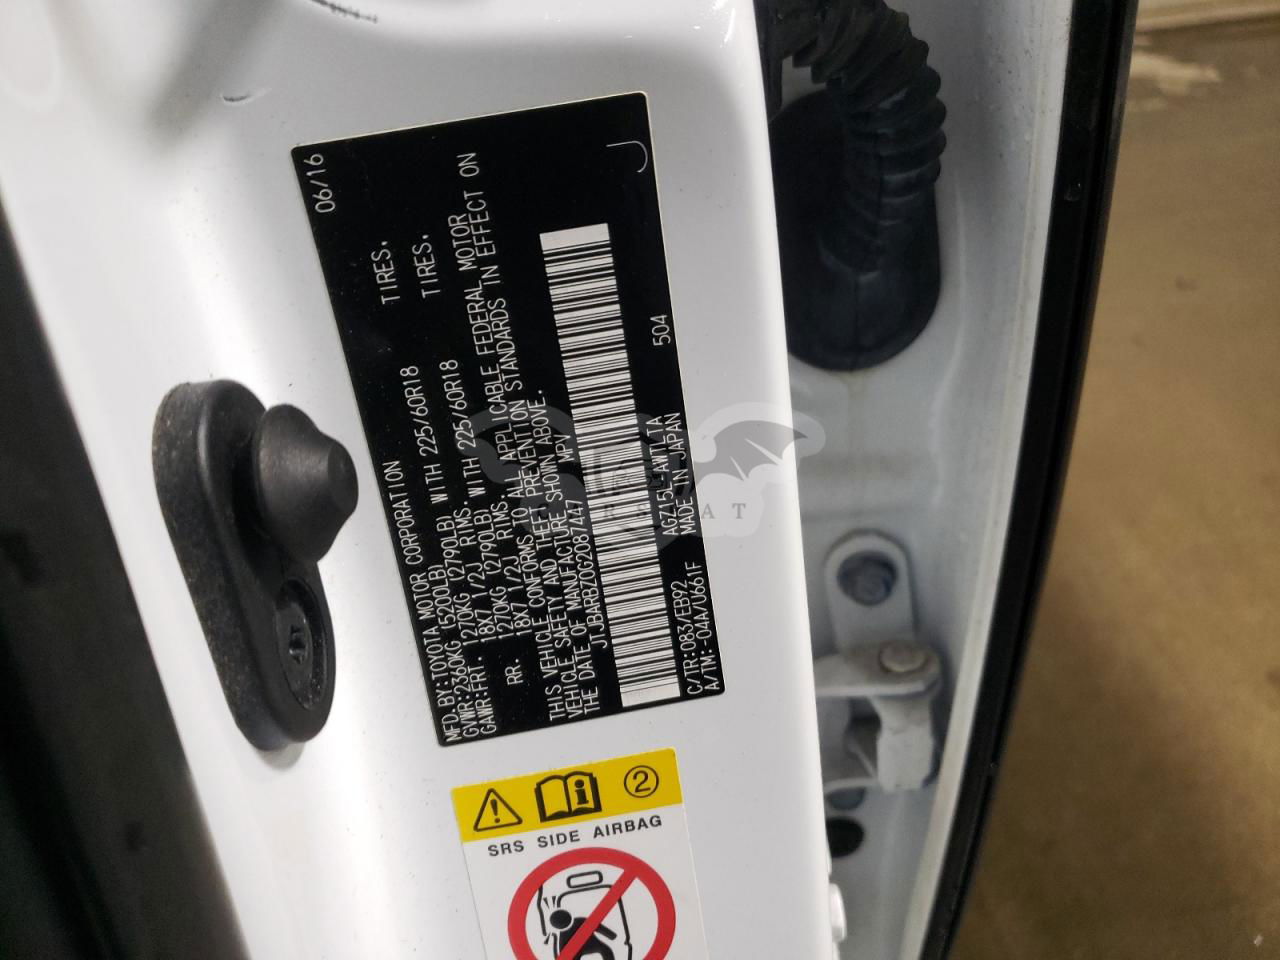 MFD.BY:TOYOTA MOTOR CORPORATION 06/16
GVWR:2360KG (5200LB)
GAWR:FRT. 1270KG (2790LB) WITH 225/60R18 TIRES.
18X7 1/2J RIMS.
RR. 1270KG (2790LB) WITH 225/60R18 TIRES.
18X7 1/2J RIMS.
THIS VEHICLE CONFORMS TO ALL APPLICABLE FEDERAL MOTOR
VEHICLE SAFETY AND THEFT PREVENTION STANDARDS IN EFFECT ON
THE DATE OF MANUFACTURE SHOWN ABOVE.
JTJBARBZ0G2087447 MPV
C/TR:083/EB92 AGZ15L-AWTLTA 504
A/TM:-04A/U661F MADE IN JAPAN
J
2
SRS SIDE AIRBAG